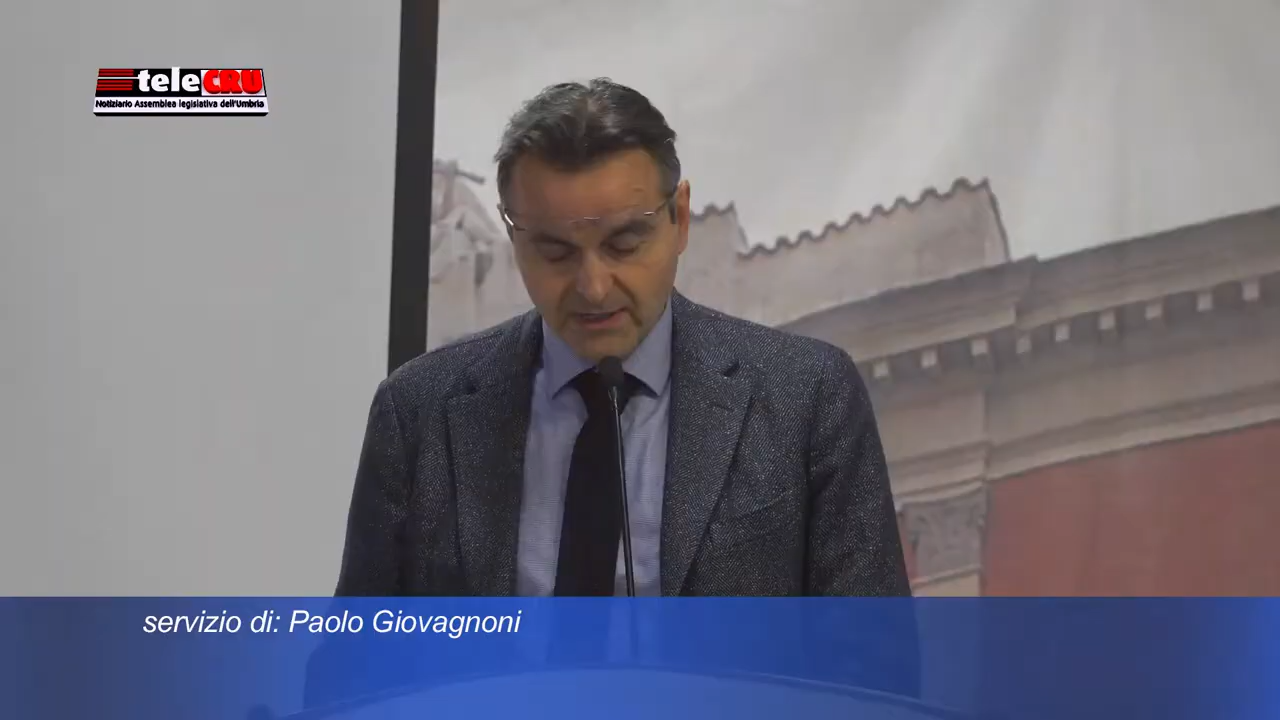 teleCRU
Notiziario Assemblea legislativa dell'Umbria
servizio di: Paolo Giovagnoni